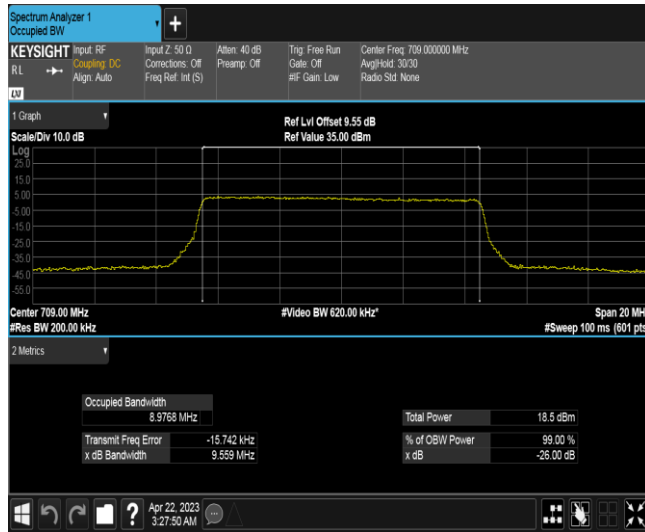 Spectrum Analyzer 1
Occupied BW
+
KEYSIGHT Input: RF Input Z: 50 Ω Atten: 40 dB Trig: Free Run Center Freq: 709.000000 MHz
RL Coupling: DC Corrections: Off Preamp: Off Gate: Off Avg|Hold: 30/30
Align: Auto Freq Ref: Int (S) #IF Gain: Low Radio Std: None
LXI
1 Graph
Ref Lvl Offset 9.55 dB
Scale/Div 10.0 dB Ref Value 35.00 dBm
Log
25.0
15.0
5.00
-5.00
-15.0
-25.0
-35.0
-45.0
-55.0
Center 709.00 MHz #Video BW 620.00 kHz* Span 20 MH
#Res BW 200.00 kHz #Sweep 100 ms (601 pts
2 Metrics
Occupied Bandwidth
8.9768 MHz Total Power 18.5 dBm
Transmit Freq Error -15.742 kHz % of OBW Power 99.00 %
x dB Bandwidth 9.559 MHz x dB -26.00 dB
? Apr 22, 2023
3:27:50 AM